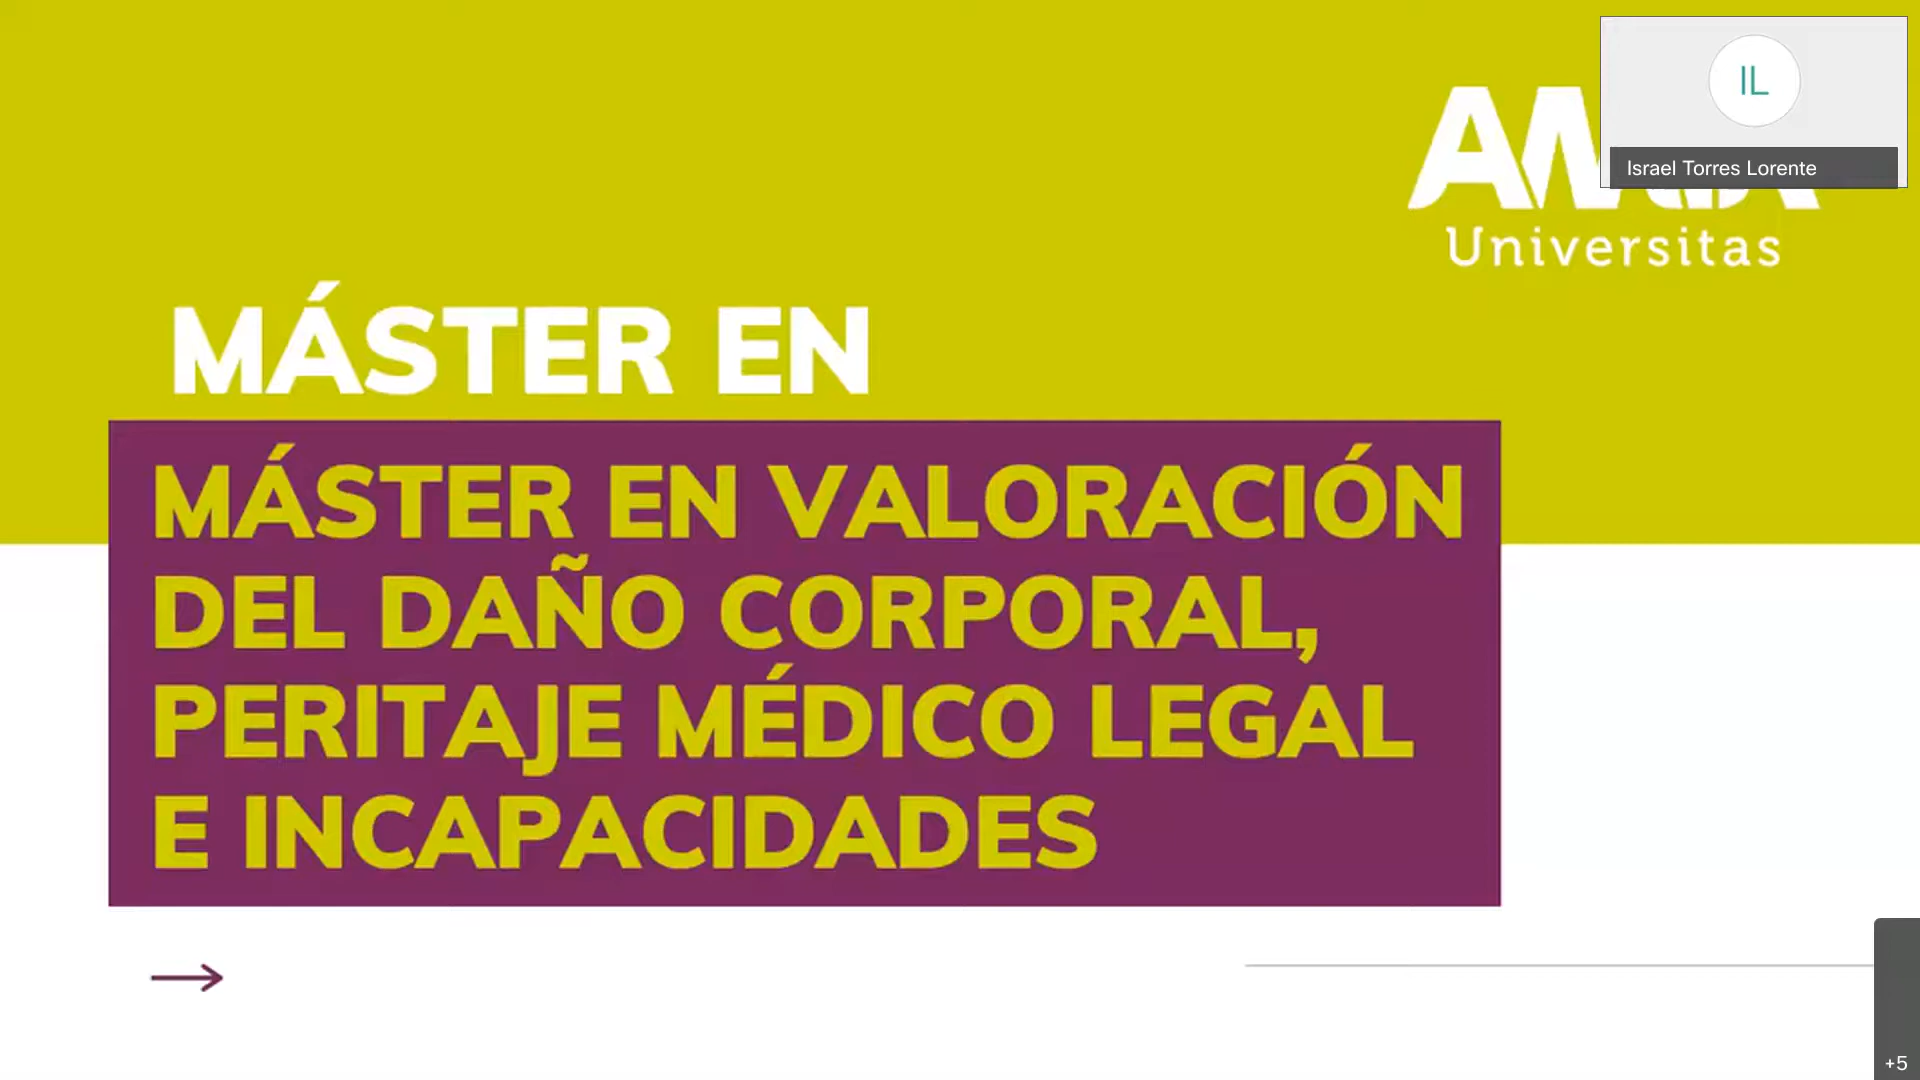 IL
Israel Torres Lorente
Universitas
MÁSTER EN
MÁSTER EN VALORACIÓN
DEL DAÑO CORPORAL,
PERITAJE MÉDICO LEGAL
E INCAPACIDADES
+5